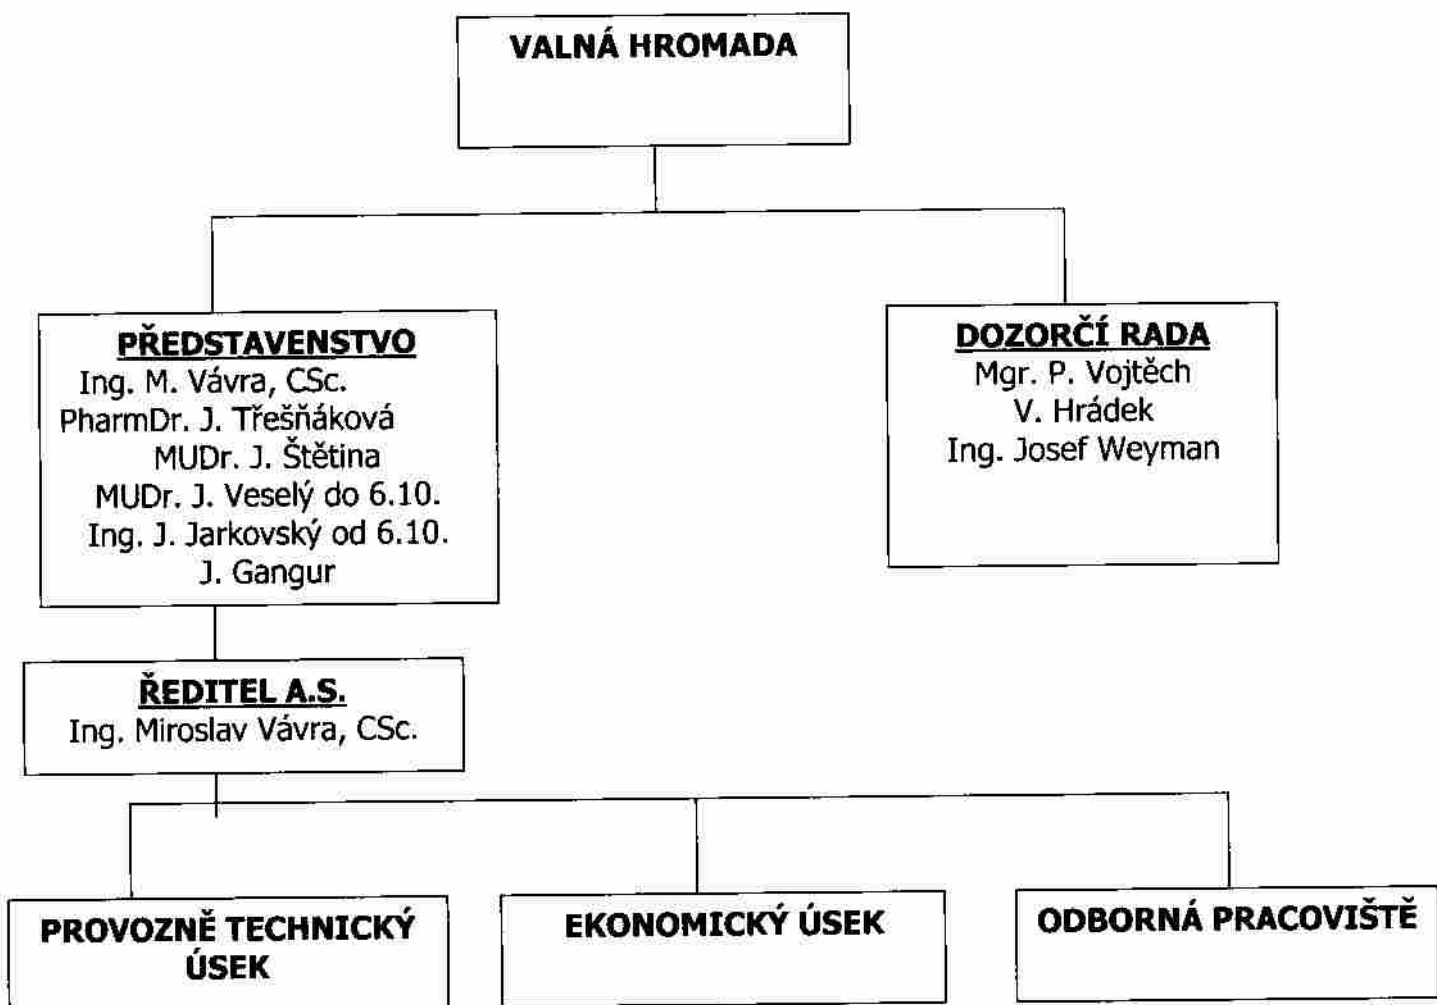 VALNÁ HROMADA
PŘEDSTAVENSTVO
Ing. M. Vávra, CSc.
PharmDr. J. Třešňáková
MUDr. J. Štětina
MUDr. J. Veselý do 6.10.
Ing. J. Jarkovský od 6.10.
J. Gangur
DOZORČÍ RADA
Mgr. P. Vojtěch
V. Hrádek
Ing. Josef Weyman
ŘEDITEL A.S.
Ing. Miroslav Vávra, CSc.
PROVOZNĚ TECHNICKÝ
ÚSEK
EKONOMICKÝ ÚSEK
ODBORNÁ PRACOVIŠTĚ